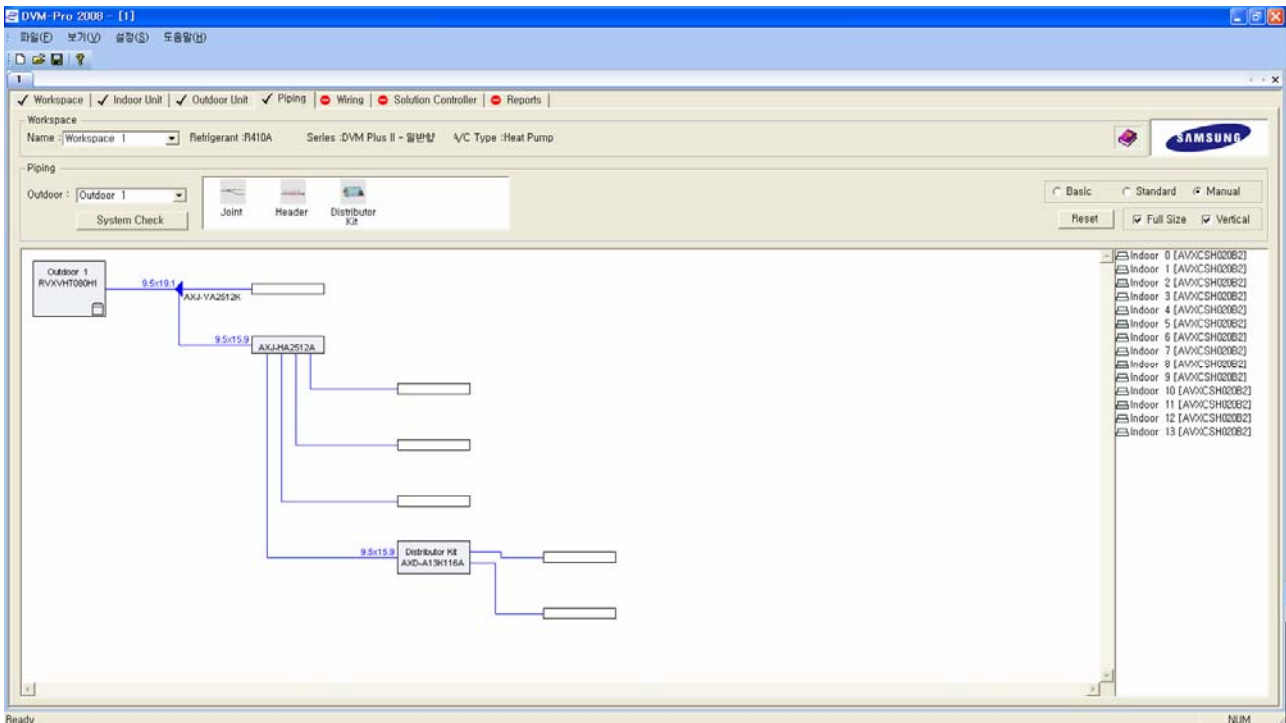 DVM-Pro 2008 - [1]
파일(F) 보기(V) 설정(S) 도움말(H)
1
Workspace Indoor Unit Outdoor Unit Piping Wiring Solution Controller Reports
Workspace
Name : Workspace 1 Refrigerant :R410A Series :DVM Plus II - 일반향 A/C Type :Heat Pump
SAMSUNG
Piping
Outdoor : Outdoor 1
System Check
Joint Header Distributor Kit
Basic Standard Manual
Reset Full Size Vertical
Outdoor 1
RVXVHT080H1
9.5x19.1
AXJ-YA2512K
9.5x15.9
AXJ-HA2512A
9.5x15.9
Distributor Kit
AXD-A13K116A
Indoor 0 [AVXCSH020B2]
Indoor 1 [AVXCSH020B2]
Indoor 2 [AVXCSH020B2]
Indoor 3 [AVXCSH020B2]
Indoor 4 [AVXCSH020B2]
Indoor 5 [AVXCSH020B2]
Indoor 6 [AVXCSH020B2]
Indoor 7 [AVXCSH020B2]
Indoor 8 [AVXCSH020B2]
Indoor 9 [AVXCSH020B2]
Indoor 10 [AVXCSH020B2]
Indoor 11 [AVXCSH020B2]
Indoor 12 [AVXCSH020B2]
Indoor 13 [AVXCSH020B2]
Ready
NUM